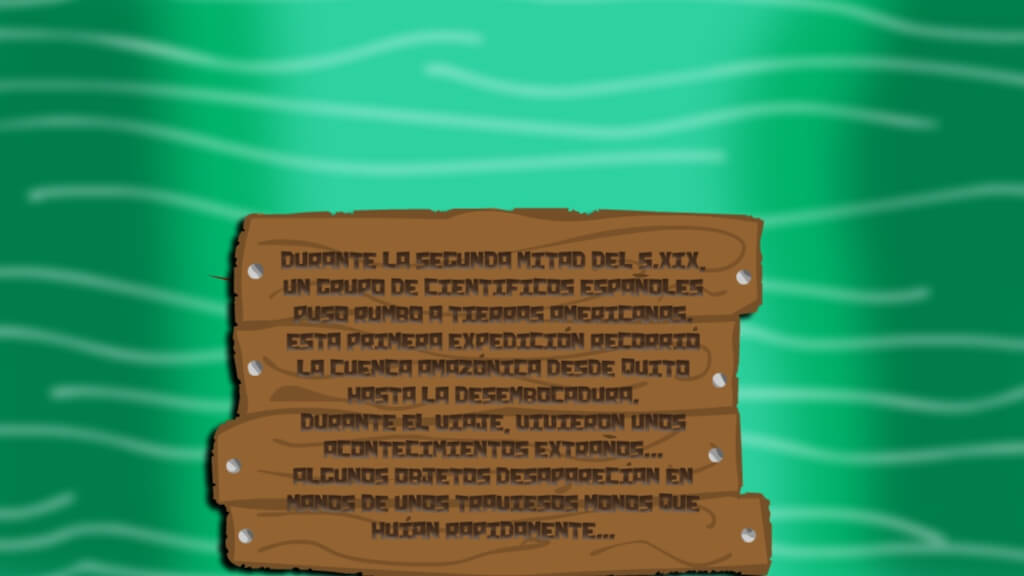 DURANTE LA SEGUNDA MITAD DEL S.XIX,
UN GRUPO DE CIENTIFICOS ESPAÑOLES
PUSO RUMBO A TIERRAS AMERICANAS.
ESTA PRIMERA EXPEDICIÓN RECORRIÓ
LA CUENCA AMAZÓNICA DESDE QUITO
HASTA LA DESEMBOCADURA.
DURANTE EL VIAJE, VIVIERON UNOS
ACONTECIMIENTOS EXTRAÑOS...
ALGUNOS OBJETOS DESAPARECÍAN EN
MANOS DE UNOS TRAVIESOS MONOS QUE
HUÍAN RAPIDAMENTE...